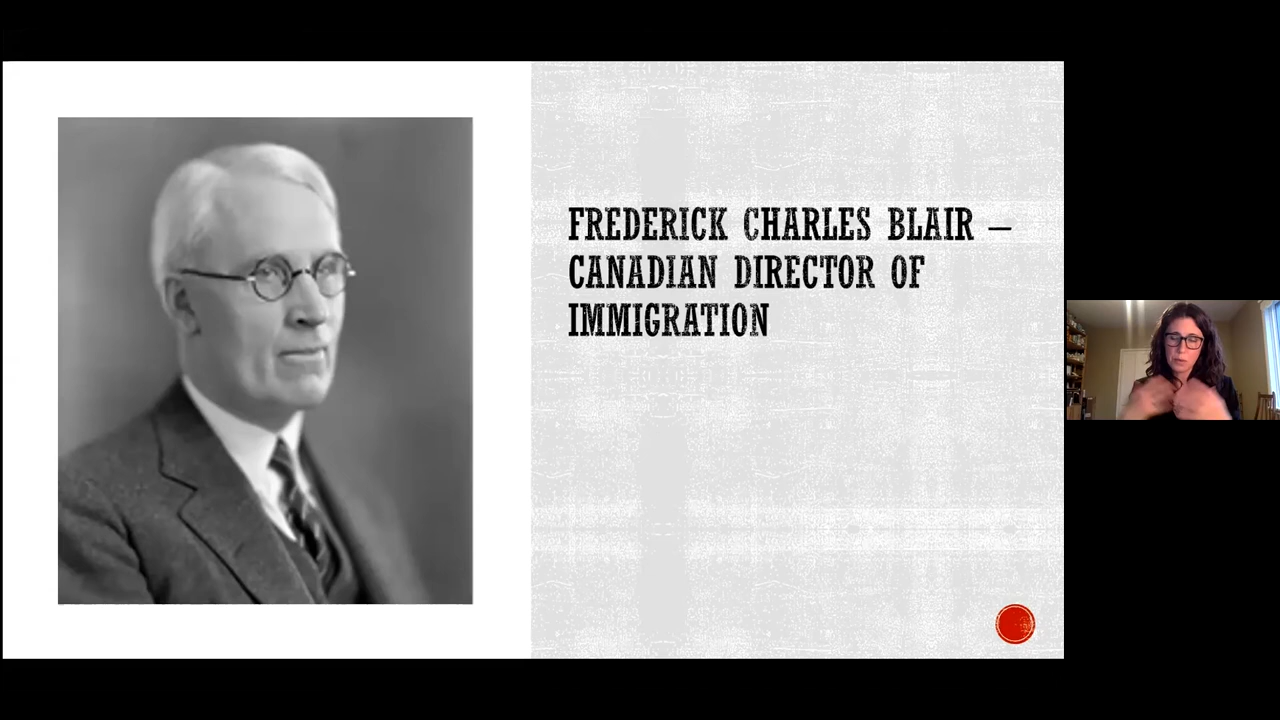 FREDERICK CHARLES BLAIR –
CANADIAN DIRECTOR OF
IMMIGRATION